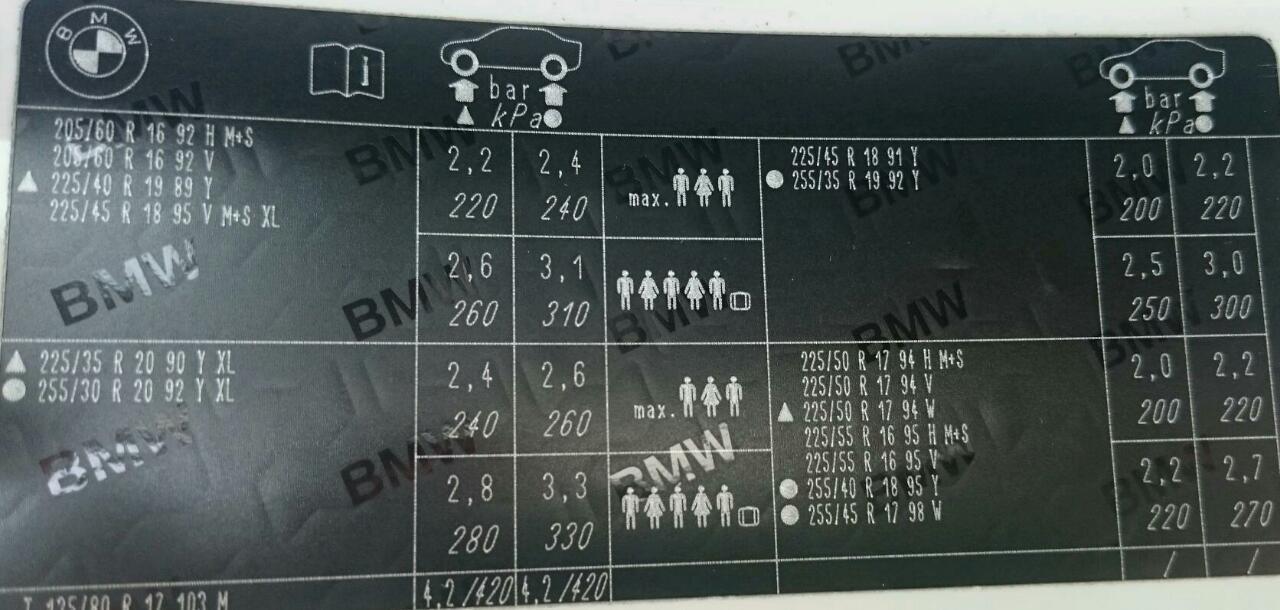 BMW
bar bar
kPa kPa
205/60 R 16 92 H M+S
205/60 R 16 92 V
225/40 R 19 89 Y
225/45 R 18 95 V M+S XL
2,2 2,4
220 240
max.
225/45 R 18 91 Y
255/35 R 19 92 Y
2,0 2,2
200 220
2,6 3,1
260 310
2,5 3,0
250 300
225/35 R 20 90 Y XL
255/30 R 20 92 Y XL
2,4 2,6
240 260
max.
225/50 R 17 94 H M+S
225/50 R 17 94 V
225/50 R 17 94 W
225/55 R 16 95 H M+S
225/55 R 16 95 V
255/40 R 18 95 Y
255/45 R 17 98 W
2,0 2,2
200 220
2,8 3,3
280 330
2,2 2,7
220 270
T 125/80 R 17 103 M
4,2/420 4,2/420
/ /